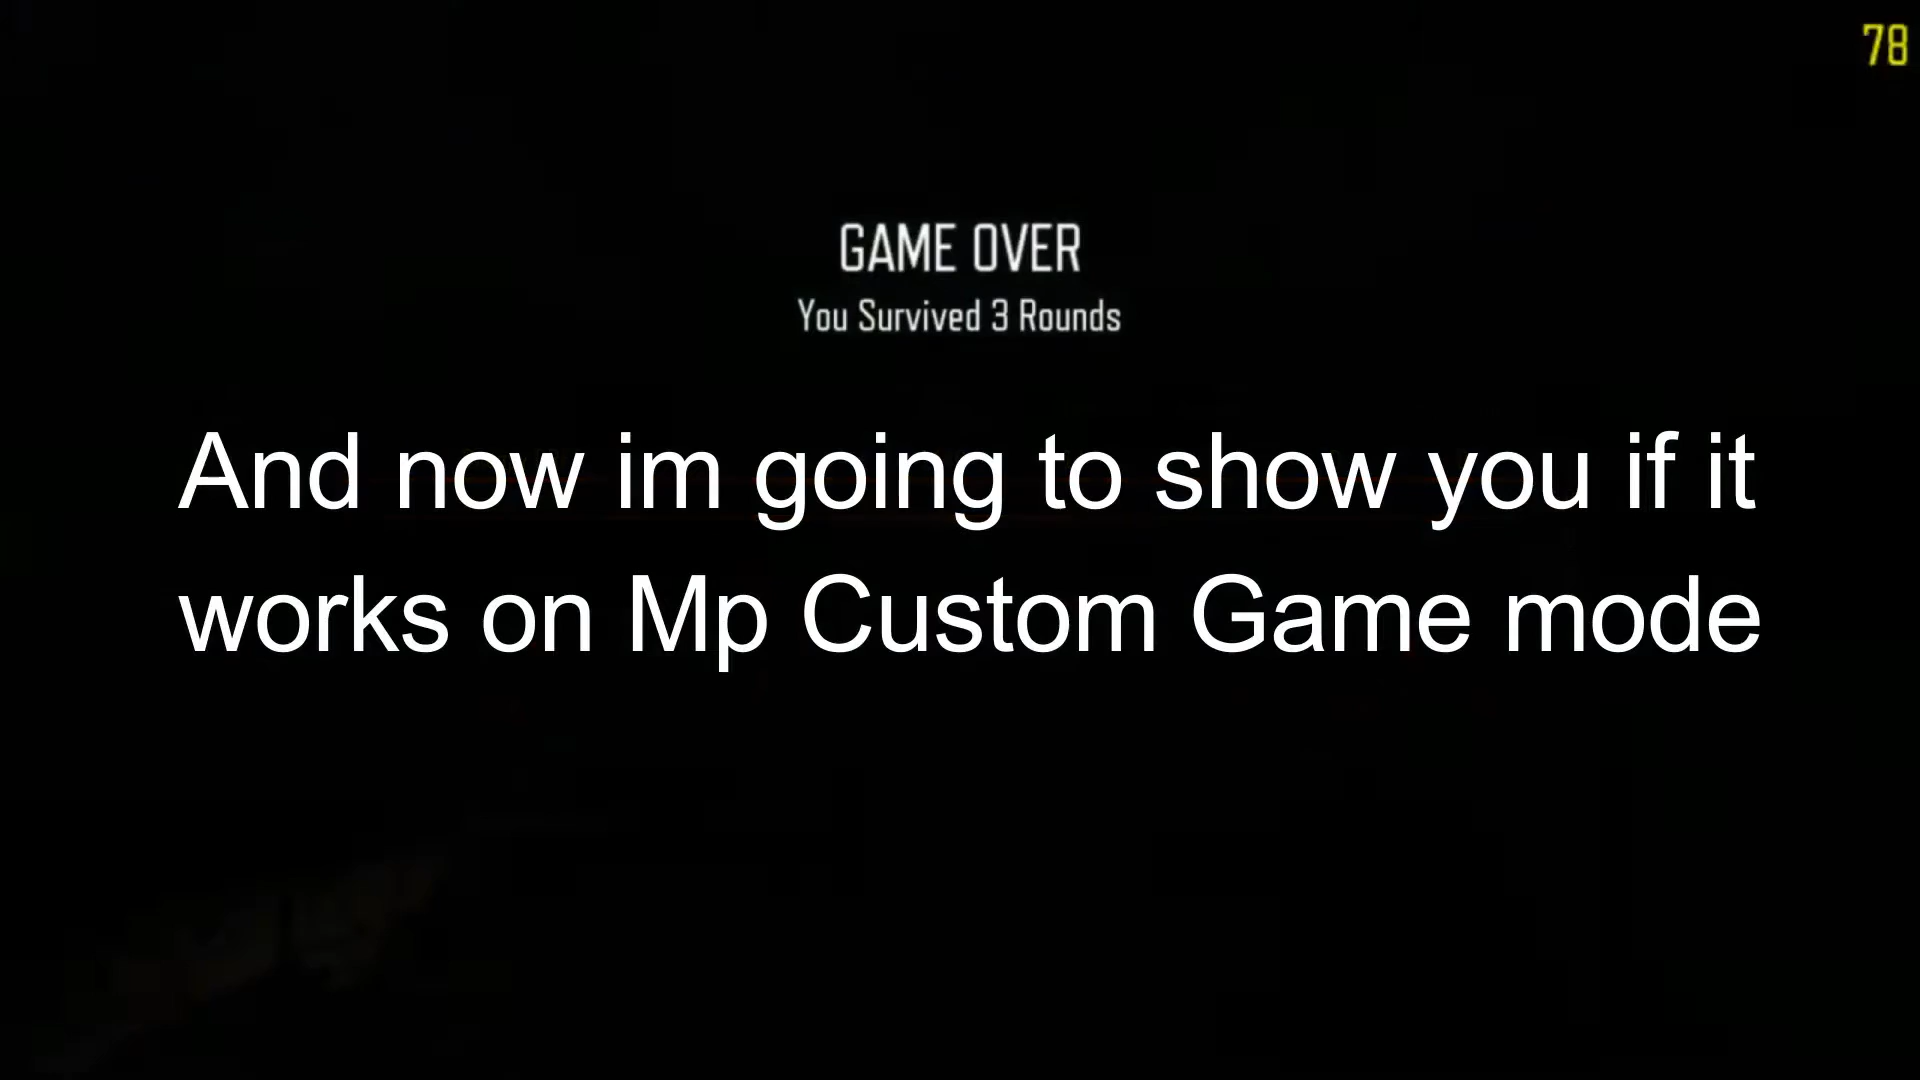 78
GAME OVER
You Survived 3 Rounds
And now im going to show you if it
works on Mp Custom Game mode